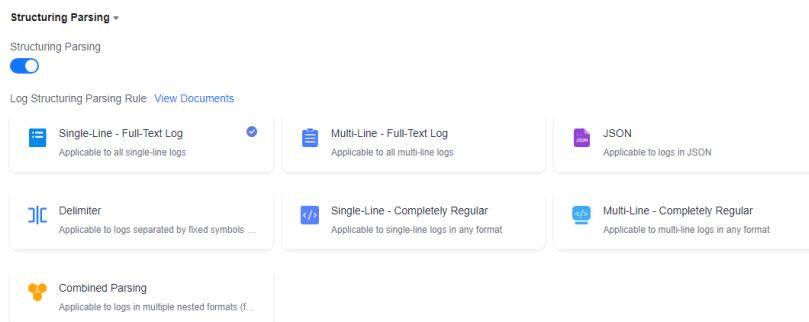 Structuring Parsing
Structuring Parsing
Log Structuring Parsing Rule View Documents
Single-Line - Full-Text Log
Applicable to all single-line logs
Multi-Line - Full-Text Log
Applicable to all multi-line logs
JSON
JSON
Applicable to logs in JSON
Delimiter
Applicable to logs separated by fixed symbols ...
Single-Line - Completely Regular
Applicable to single-line logs in any format
Multi-Line - Completely Regular
Applicable to multi-line logs in any format
Combined Parsing
Applicable to logs in multiple nested formats (f...